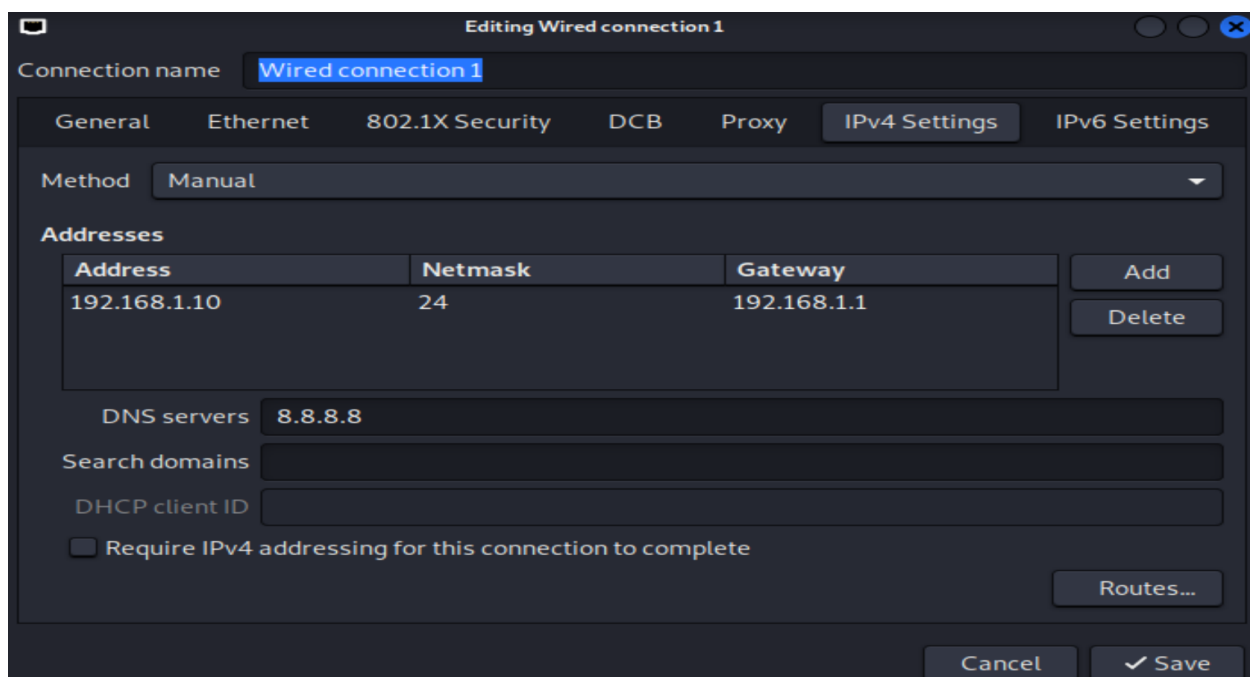 Editing Wired connection 1
Connection name Wired connection 1
General Ethernet 802.1X Security DCB Proxy IPv4 Settings IPv6 Settings
Method Manual
Addresses
Address Netmask Gateway Add
192.168.1.10 24 192.168.1.1
Delete
DNS servers 8.8.8.8
Search domains
DHCP client ID
Require IPv4 addressing for this connection to complete
Routes…
Cancel Save